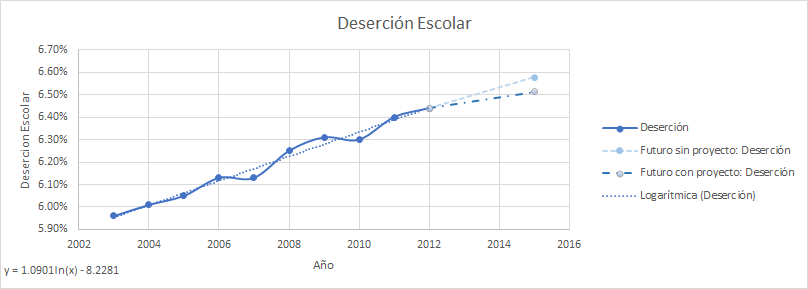 Deserción Escolar
6.70%
6.60%
6.50%
6.40%
6.30%
6.20%
6.10%
6.00%
5.90%
Desercion Escolar
2002 2004 2006 2008 2010 2012 2014 2016
Año
y = 1.0901ln(x) - 8.2281
Deserción
Futuro sin proyecto: Deserción
Futuro con proyecto: Deserción
Logarítmica (Deserción)